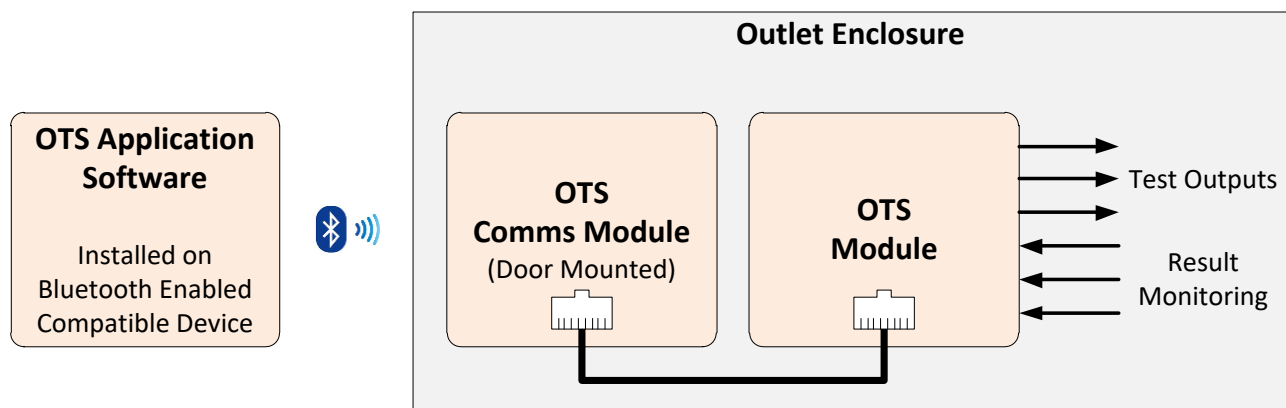 Outlet Enclosure
OTS Application
Software
Installed on
Bluetooth Enabled
Compatible Device
OTS
Comms Module
(Door Mounted)
OTS
Module
Test Outputs
Result
Monitoring